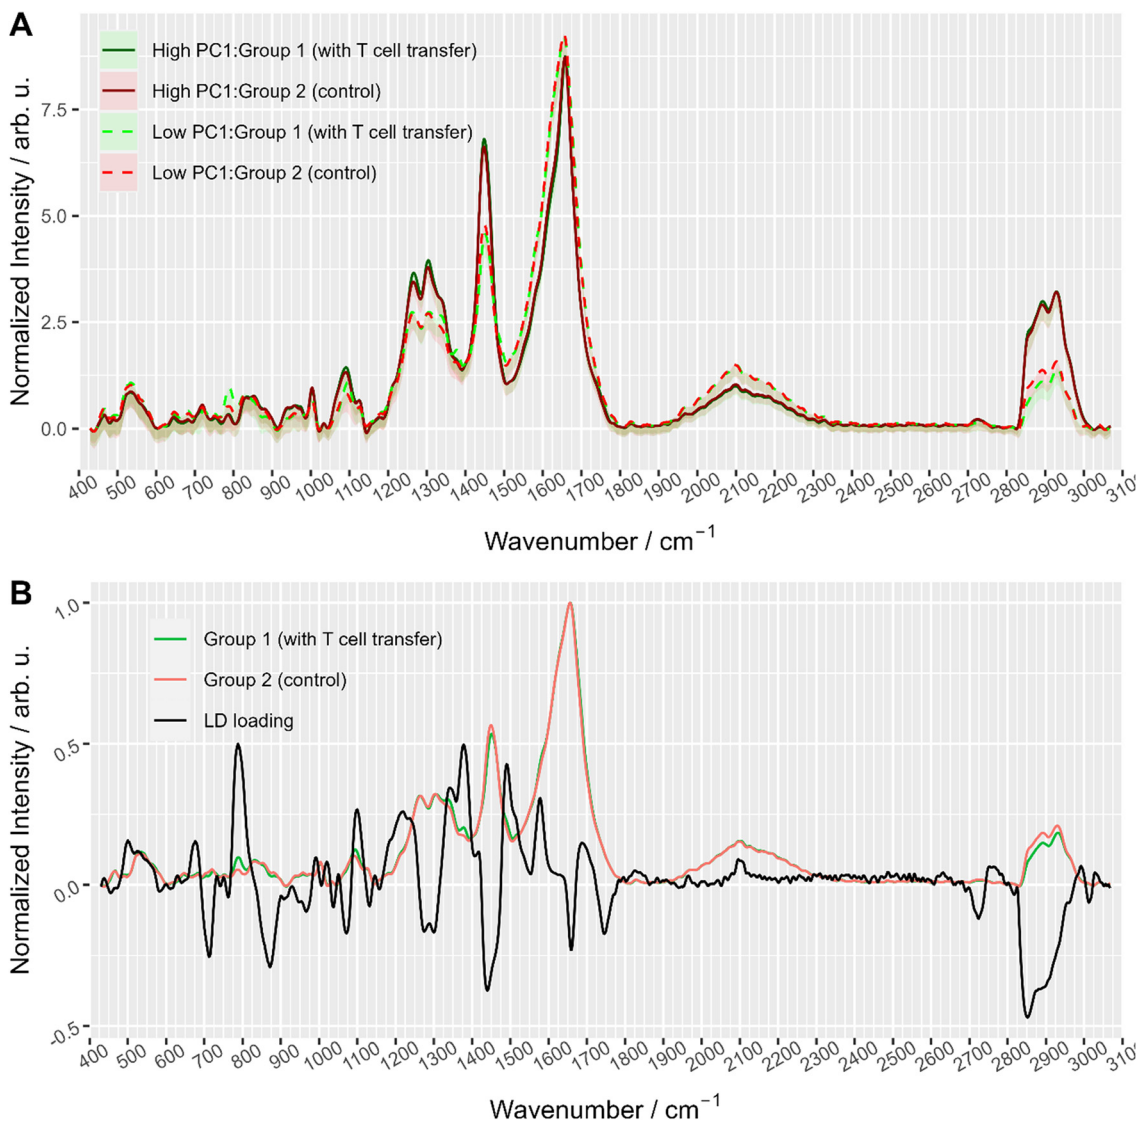 A
High PC1:Group 1 (with T cell transfer)
High PC1:Group 2 (control)
Low PC1:Group 1 (with T cell transfer)
Low PC1:Group 2 (control)
Normalized Intensity / arb. u.
7.5
5.0
2.5
0.0
400 500 600 700 800 900 1000 1100 1200 1300 1400 1500 1600 1700 1800 1900 2000 2100 2200 2300 2400 2500 2600 2700 2800 2900 3000 310
Wavenumber / cm⁻¹
B
Group 1 (with T cell transfer)
Group 2 (control)
LD loading
Normalized Intensity / arb. u.
1.0
0.5
0.0
-0.5
400 500 600 700 800 900 1000 1100 1200 1300 1400 1500 1600 1700 1800 1900 2000 2100 2200 2300 2400 2500 2600 2700 2800 2900 3000 310
Wavenumber / cm⁻¹